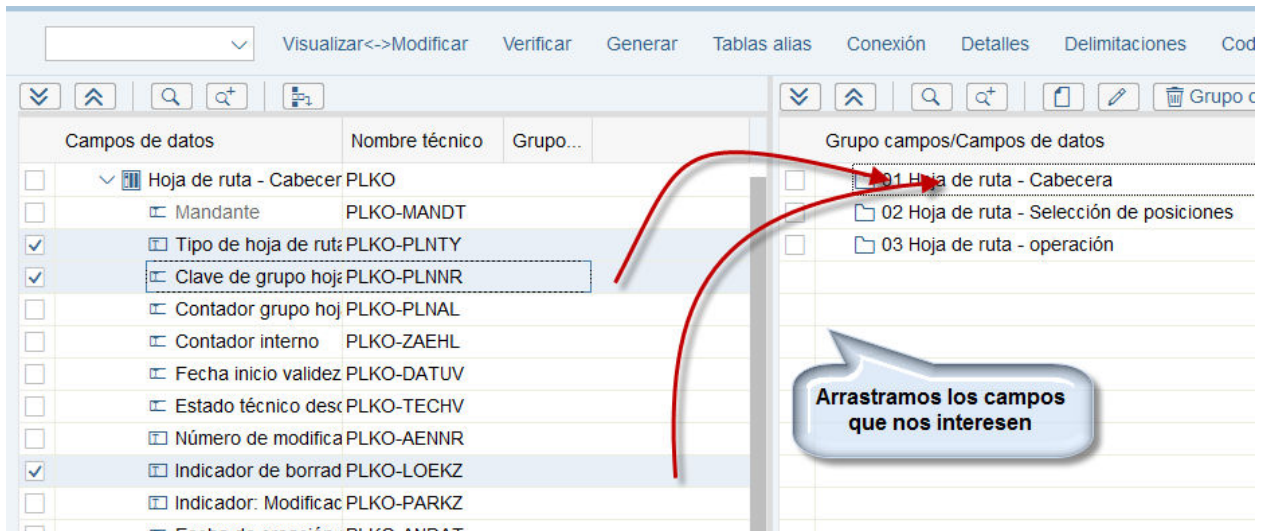 Visualizar<->Modificar Verificar Generar Tablas alias Conexión Detalles Delimitaciones Cod
Grupo c
Campos de datos Nombre técnico Grupo...
Grupo campos/Campos de datos
Hoja de ruta - Cabecer PLKO
Mandante PLKO-MANDT
Tipo de hoja de ruta PLKO-PLNTY
Clave de grupo hoja PLKO-PLNNR
Contador grupo hoj PLKO-PLNAL
Contador interno PLKO-ZAEHL
Fecha inicio validez PLKO-DATUV
Estado técnico desc PLKO-TECHV
Número de modifica PLKO-AENNR
Indicador de borrad PLKO-LOEKZ
Indicador: Modificac PLKO-PARKZ
01 Hoja de ruta - Cabecera
02 Hoja de ruta - Selección de posiciones
03 Hoja de ruta - operación
Arrastramos los campos
que nos interesen